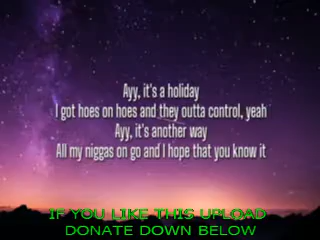 Ayy, it's a holiday
I got hoes on hoes and they outta control, yeah
Ayy, it's another way
All my niggas on go and I hope that you know it
IF YOU LIKE THIS UPLOAD
DONATE DOWN BELOW